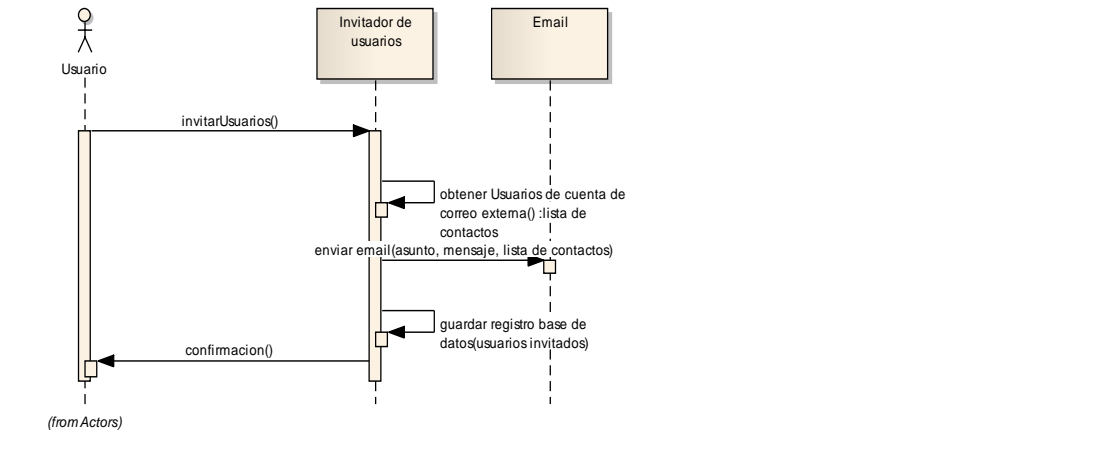 Invitador de
usuarios
Email
Usuario
invitarUsuarios()
obtener Usuarios de cuenta de
correo externa() :lista de
contactos
enviar email(asunto, mensaje, lista de contactos)
guardar registro base de
datos(usuarios invitados)
confirmacion()
(from Actors)